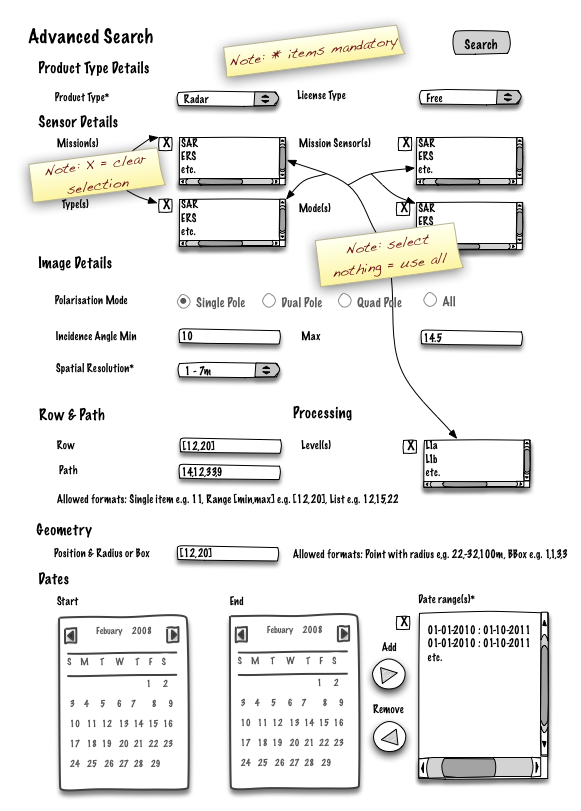 Advanced Search
Note: * items mandatory
Search
Product Type Details
Product Type*
Radar
License Type
Free
Sensor Details
Mission(s)
X
SAR
ERS
etc.
Mission Sensor(s)
X
SAR
ERS
etc.
Note: X = clear
selection
Type(s)
X
SAR
ERS
etc.
Mode(s)
X
SAR
ERS
Note: select
nothing = use all
Image Details
Polarisation Mode
Single Pole
Dual Pole
Quad Pole
All
Incidence Angle Min
10
Max
14.5
Spatial Resolution*
1 - 7m
Row & Path
Processing
Row
[12,20]
Level(s)
X
L1a
L1b
etc.
Path
14,12,339
Allowed formats: Single item e.g. 11, Range [min,max] e.g. [12,20], List e.g. 12,15,22
Geometry
Position & Radius or Box
[12,20]
Allowed formats: Point with radius e.g. 22,-32,100m, BBox e.g. 1,1,33
Dates
Start
Febuary 2008
S M T W T F S
1 2
3 4 5 6 7 8 9
10 11 12 13 14 15 16
17 18 19 20 21 22 23
24 25 26 27 28 29
End
Febuary 2008
S M T W T F S
1 2
3 4 5 6 7 8 9
10 11 12 13 14 15 16
17 18 19 20 21 22 23
24 25 26 27 28 29
Date range(s)*
X
Add
Remove
01-01-2010 : 01-10-2011
01-01-2010 : 01-10-2011
etc.